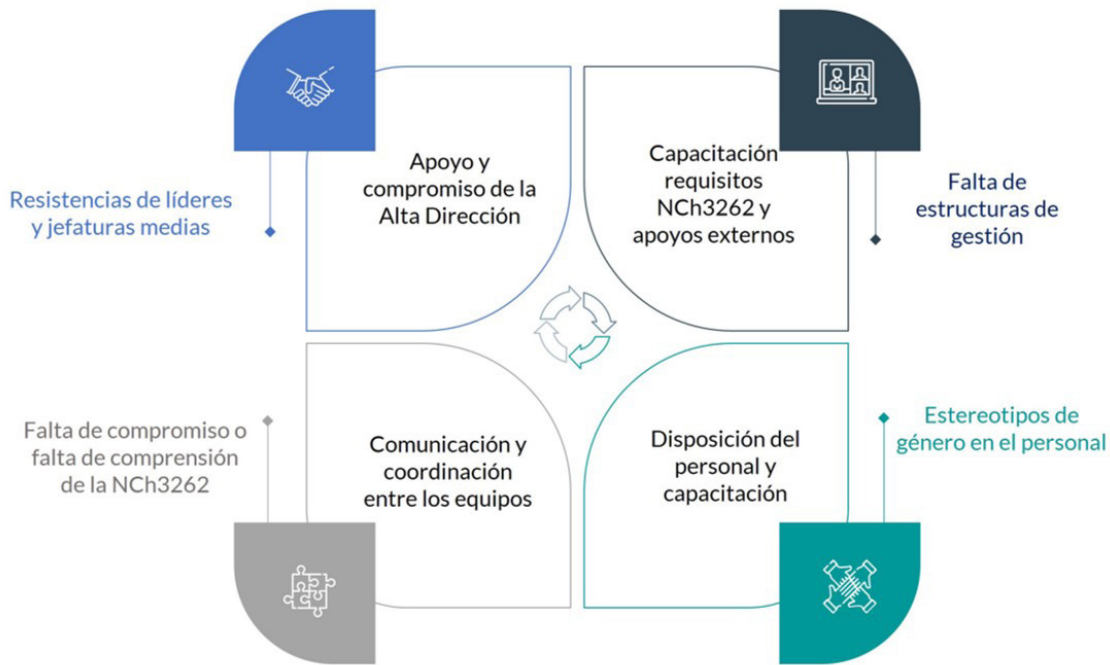 Resistencias de líderes
y jefaturas medias
Apoyo y
compromiso de la
Alta Dirección
Capacitación
requisitos
NCh3262 y
apoyos externos
Falta de
estructuras de
gestión
Falta de compromiso o
falta de comprensión
de la NCh3262
Comunicación y
coordinación
entre los equipos
Disposición del
personal y
capacitación
Estereotipos de
género en el personal